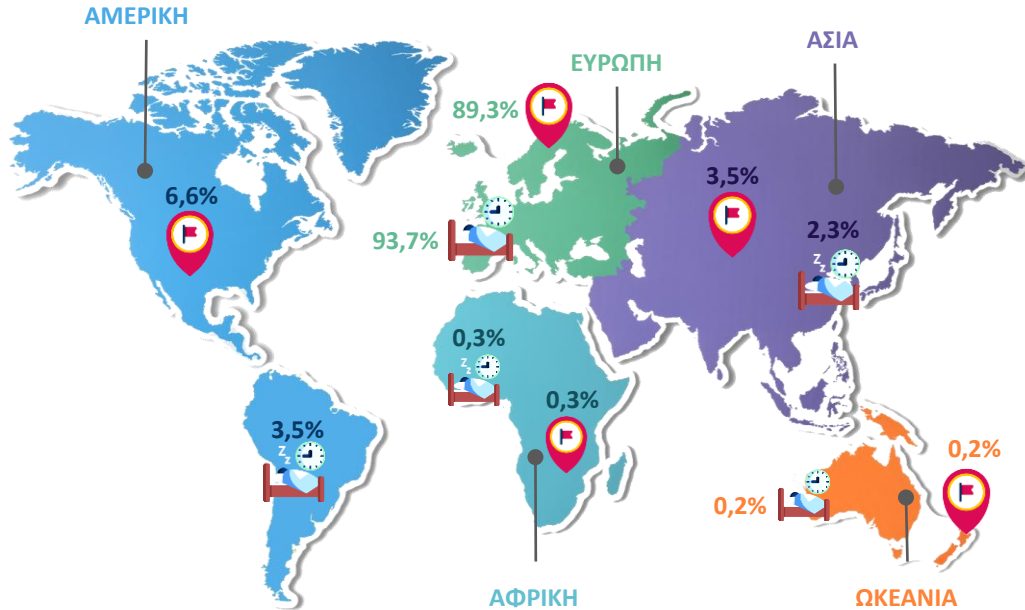 ΑΜΕΡΙΚΗ
ΑΣΙΑ
ΕΥΡΩΠΗ
89,3%
6,6%
3,5%
93,7%
2,3%
Z z
0,3%
Z z
0,3%
3,5%
Z z
0,2%
0,2%
ΑΦΡΙΚΗ
ΩΚΕΑΝΙΑ